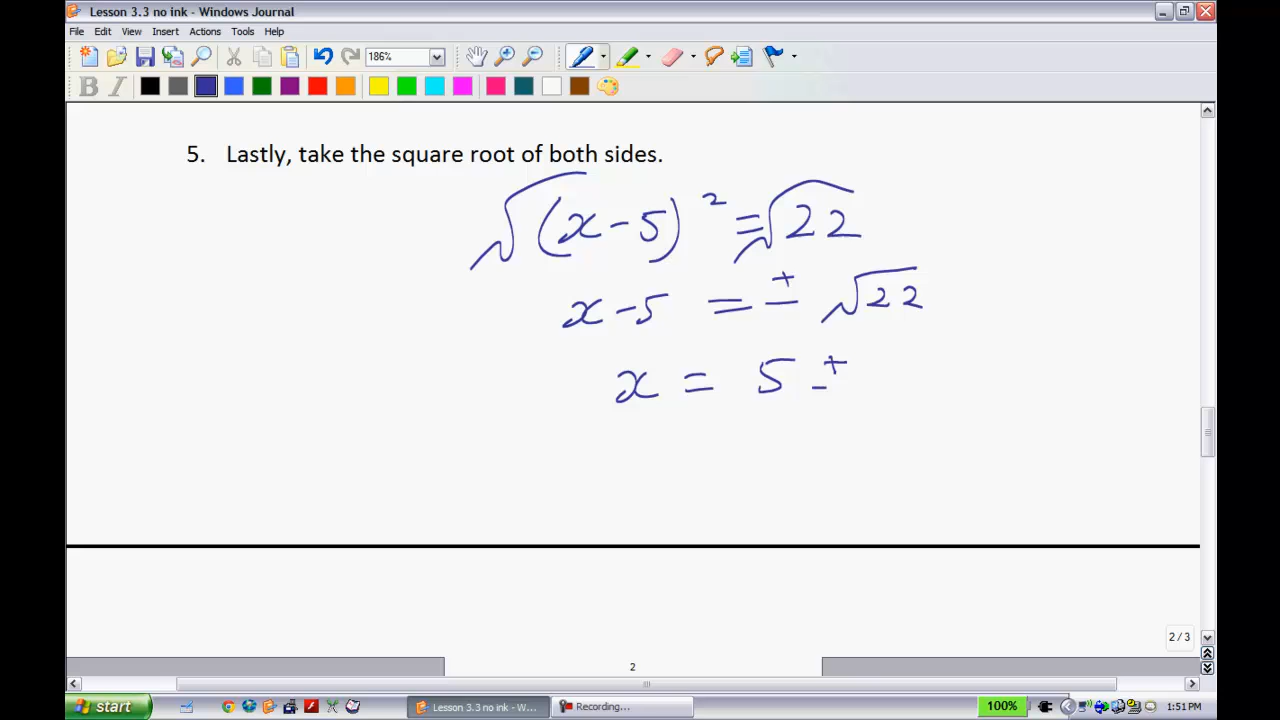 Lesson 3.3 no ink - Windows Journal
File Edit View Insert Actions Tools Help
186%
B I
5. Lastly, take the square root of both sides.
√(x-5)² = √22
x-5 = ± √22
x = 5 ±
2 / 3
2
start Lesson 3.3 no ink - W... Recording... 100% 1:51 PM